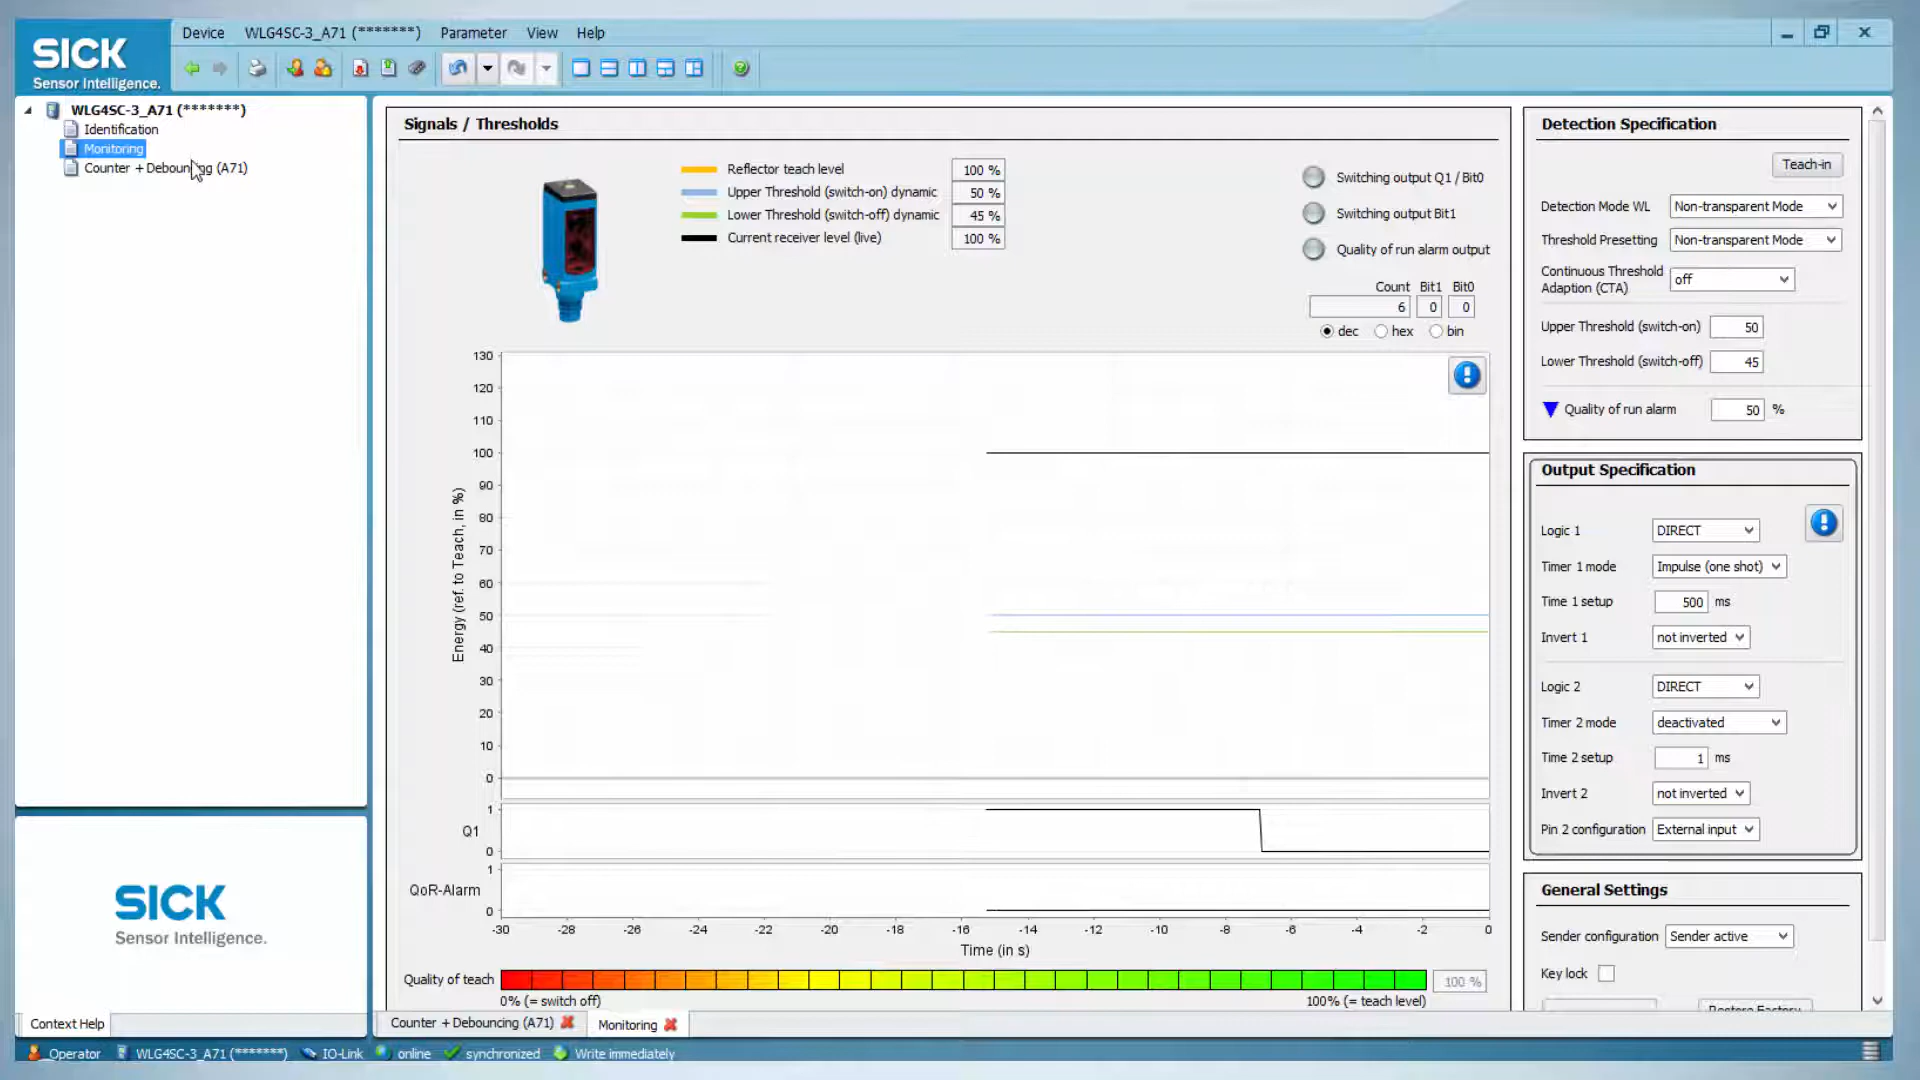 SICK
Sensor Intelligence.
Device
WLG4SC-3_A71 (*******)
Parameter
View
Help
WLG4SC-3_A71 (*******)
Identification
Monitoring
Counter + Debouncing (A71)
Signals / Thresholds
Reflector teach level 100 %
Upper Threshold (switch-on) dynamic 50 %
Lower Threshold (switch-off) dynamic 45 %
Current receiver level (live) 100 %
Switching output Q1 / Bit0
Switching output Bit1
Quality of run alarm output
Count Bit1 Bit0
6 0 0
dec hex bin
130
120
110
100
90
80
70
60
50
40
30
20
10
0
Energy (ref. to Teach, in %)
1
Q1
0
1
QoR-Alarm
0
-30 -28 -26 -24 -22 -20 -18 -16 -14 -12 -10 -8 -6 -4 -2 0
Time (in s)
Quality of teach 100 %
0% (= switch off) 100% (= teach level)
Counter + Debouncing (A71)
Monitoring
Detection Specification
Teach-in
Detection Mode WL Non-transparent Mode
Threshold Presetting Non-transparent Mode
Continuous Threshold
Adaption (CTA) off
Upper Threshold (switch-on) 50
Lower Threshold (switch-off) 45
Quality of run alarm 50 %
Output Specification
Logic 1 DIRECT
Timer 1 mode Impulse (one shot)
Time 1 setup 500 ms
Invert 1 not inverted
Logic 2 DIRECT
Timer 2 mode deactivated
Time 2 setup 1 ms
Invert 2 not inverted
Pin 2 configuration External input
General Settings
Sender configuration Sender active
Key lock
Restore Factory
SICK
Sensor Intelligence.
Context Help
Operator WLG4SC-3_A71 (*******) IO-Link online synchronized Write immediately